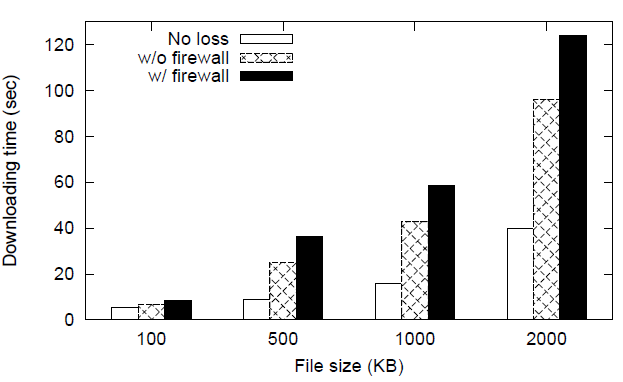 No loss
w/o firewall
w/ firewall
Downloading time (sec)
120
100
80
60
40
20
0
100 500 1000 2000
File size (KB)